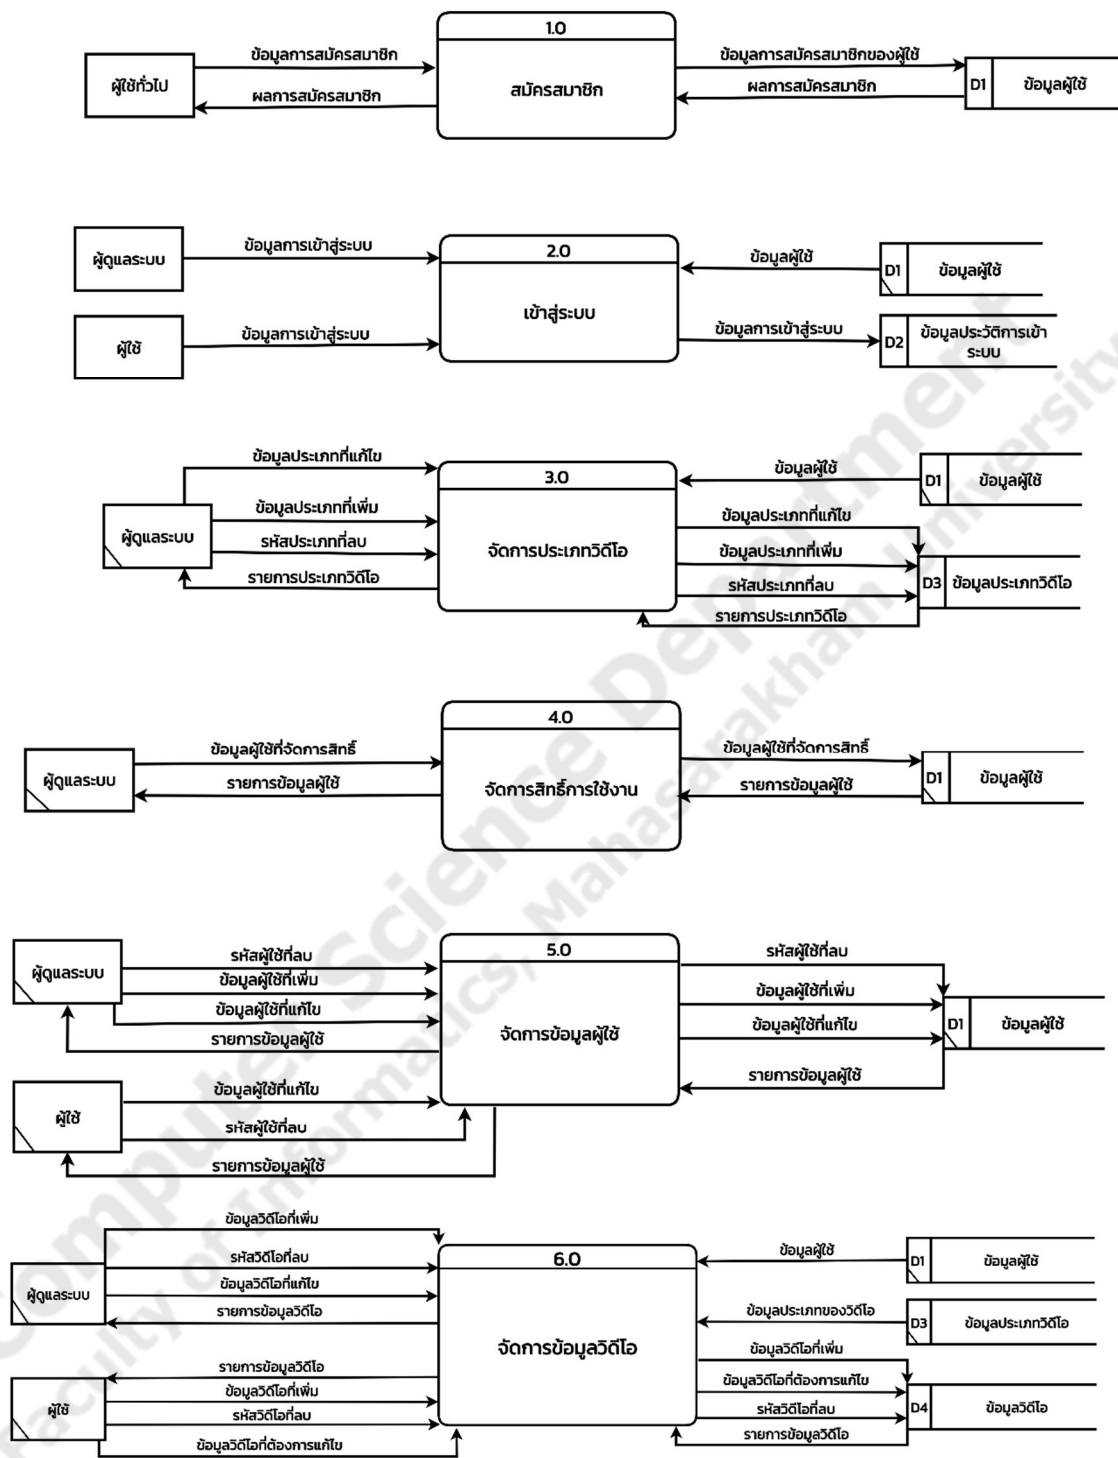 1.0
ข้อมูลการสมัครสมาชิก
ข้อมูลการสมัครสมาชิกของผู้ใช้
ผู้ใช้ทั่วไป
สมัครสมาชิก
D1
ข้อมูลผู้ใช้
ผลการสมัครสมาชิก
ผลการสมัครสมาชิก
2.0
ผู้ดูแลระบบ
ข้อมูลการเข้าสู่ระบบ
ข้อมูลผู้ใช้
D1
ข้อมูลผู้ใช้
เข้าสู่ระบบ
ผู้ใช้
ข้อมูลการเข้าสู่ระบบ
ข้อมูลการเข้าสู่ระบบ
D2
ข้อมูลประวัติการเข้า
ระบบ
3.0
ข้อมูลประเภทที่แก้ไข
ข้อมูลผู้ใช้
D1
ข้อมูลผู้ใช้
ผู้ดูแลระบบ
ข้อมูลประเภทที่เพิ่ม
รหัสประเภทที่ลบ
รายการประเภทวิดีโอ
จัดการประเภทวิดีโอ
ข้อมูลประเภทที่แก้ไข
ข้อมูลประเภทที่เพิ่ม
รหัสประเภทที่ลบ
รายการประเภทวิดีโอ
D3
ข้อมูลประเภทวิดีโอ
4.0
ผู้ดูแลระบบ
ข้อมูลผู้ใช้ที่จัดการสิทธิ์
รายการข้อมูลผู้ใช้
จัดการสิทธิ์การใช้งาน
ข้อมูลผู้ใช้ที่จัดการสิทธิ์
รายการข้อมูลผู้ใช้
D1
ข้อมูลผู้ใช้
5.0
ผู้ดูแลระบบ
รหัสผู้ใช้ที่ลบ
ข้อมูลผู้ใช้ที่เพิ่ม
ข้อมูลผู้ใช้ที่แก้ไข
รายการข้อมูลผู้ใช้
จัดการข้อมูลผู้ใช้
รหัสผู้ใช้ที่ลบ
ข้อมูลผู้ใช้ที่เพิ่ม
ข้อมูลผู้ใช้ที่แก้ไข
รายการข้อมูลผู้ใช้
D1
ข้อมูลผู้ใช้
ผู้ใช้
ข้อมูลผู้ใช้ที่แก้ไข
รหัสผู้ใช้ที่ลบ
รายการข้อมูลผู้ใช้
6.0
ผู้ดูแลระบบ
ข้อมูลวิดีโอที่เพิ่ม
รหัสวิดีโอที่ลบ
ข้อมูลวิดีโอที่แก้ไข
รายการข้อมูลวิดีโอ
จัดการข้อมูลวิดีโอ
ข้อมูลผู้ใช้
D1
ข้อมูลผู้ใช้
ข้อมูลประเภทของวิดีโอ
D3
ข้อมูลประเภทวิดีโอ
ผู้ใช้
รายการข้อมูลวิดีโอ
ข้อมูลวิดีโอที่เพิ่ม
รหัสวิดีโอที่ลบ
ข้อมูลวิดีโอที่ต้องการแก้ไข
ข้อมูลวิดีโอที่เพิ่ม
ข้อมูลวิดีโอที่ต้องการแก้ไข
รหัสวิดีโอที่ลบ
รายการข้อมูลวิดีโอ
D4
ข้อมูลวิดีโอ
Computer Science Department
Faculty of Informatics, Mahasarakham University